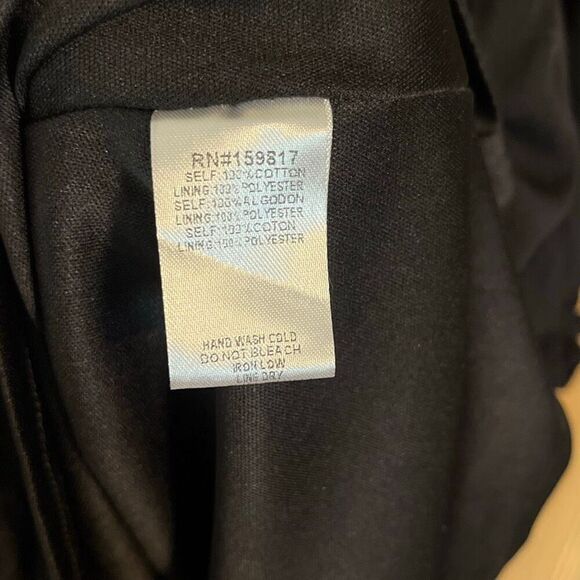 RN#159817
SELF:100%COTTON
LINING:100%POLYESTER
SELF:100%ALGODON
LINING:100%POLYESTER
SELF:100%COTON
LINING:100%POLYESTER
HAND WASH COLD
DO NOT BLEACH
IRON LOW
LINE DRY